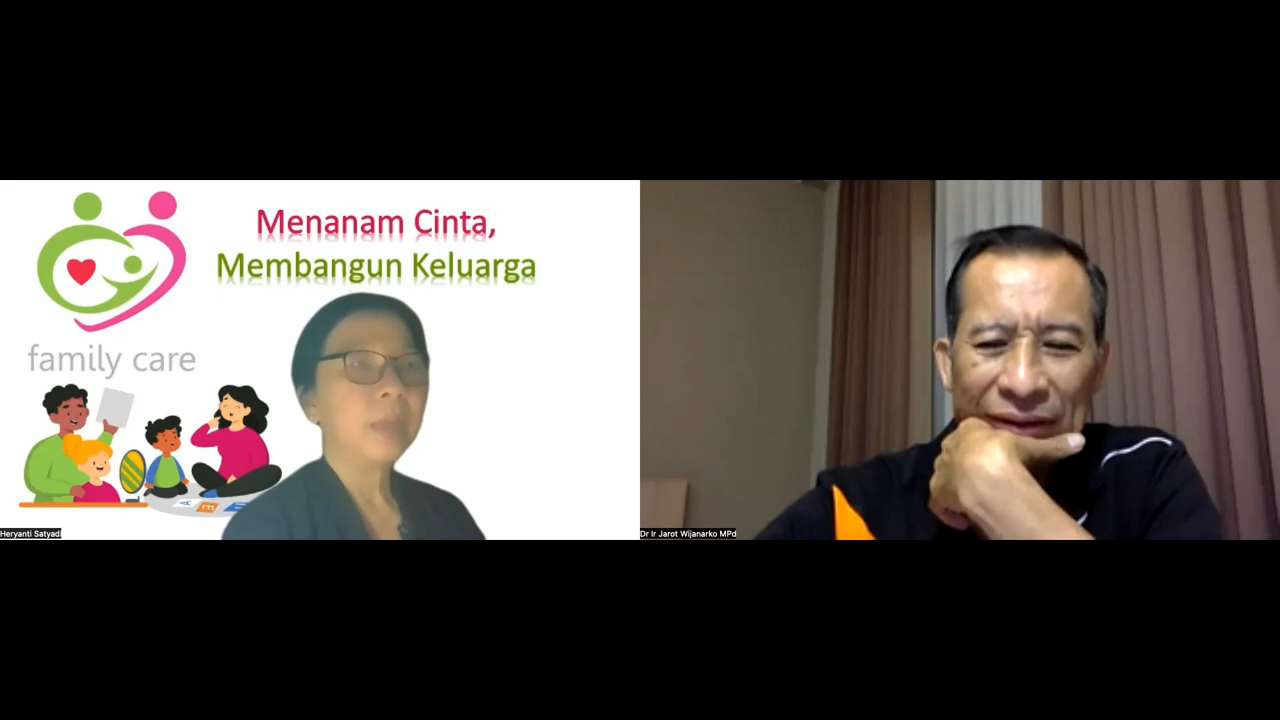 Menanam Cinta,
Membangun Keluarga
family care
Heryanti Satyadi
Dr Ir Jarot Wijanarko MPd